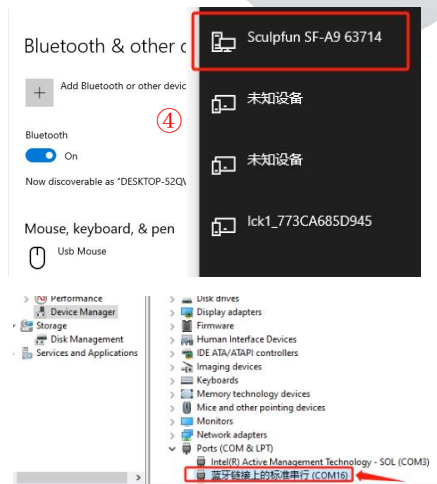 Bluetooth & other d
Add Bluetooth or other devic
④
Bluetooth
On
Now discoverable as "DESKTOP-52QV
Mouse, keyboard, & pen
Usb Mouse
Sculpfun SF-A9 63714
未知设备
未知设备
lck1_773CA685D945
Performance
Device Manager
Storage
Disk Management
Services and Applications
Disk drives
Display adapters
Firmware
Human Interface Devices
IDE ATA/ATAPI controllers
Imaging devices
Keyboards
Memory technology devices
Mice and other pointing devices
Monitors
Network adapters
Ports (COM & LPT)
Intel(R) Active Management Technology - SOL (COM3)
蓝牙链接上的标准串行 (COM16)